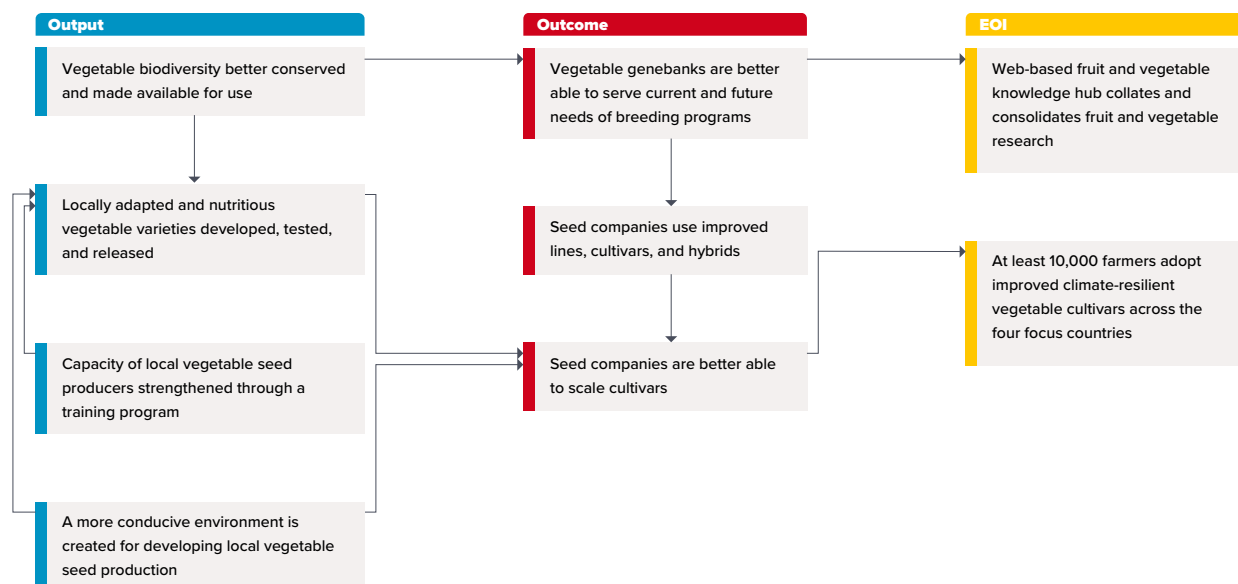 Output
Vegetable biodiversity better conserved
and made available for use
Locally adapted and nutritious
vegetable varieties developed, tested,
and released
Capacity of local vegetable seed
producers strengthened through a
training program
A more conducive environment is
created for developing local vegetable
seed production
Outcome
Vegetable genebanks are better
able to serve current and future
needs of breeding programs
Seed companies use improved
lines, cultivars, and hybrids
Seed companies are better able
to scale cultivars
EOI
Web-based fruit and vegetable
knowledge hub collates and
consolidates fruit and vegetable
research
At least 10,000 farmers adopt
improved climate-resilient
vegetable cultivars across the
four focus countries